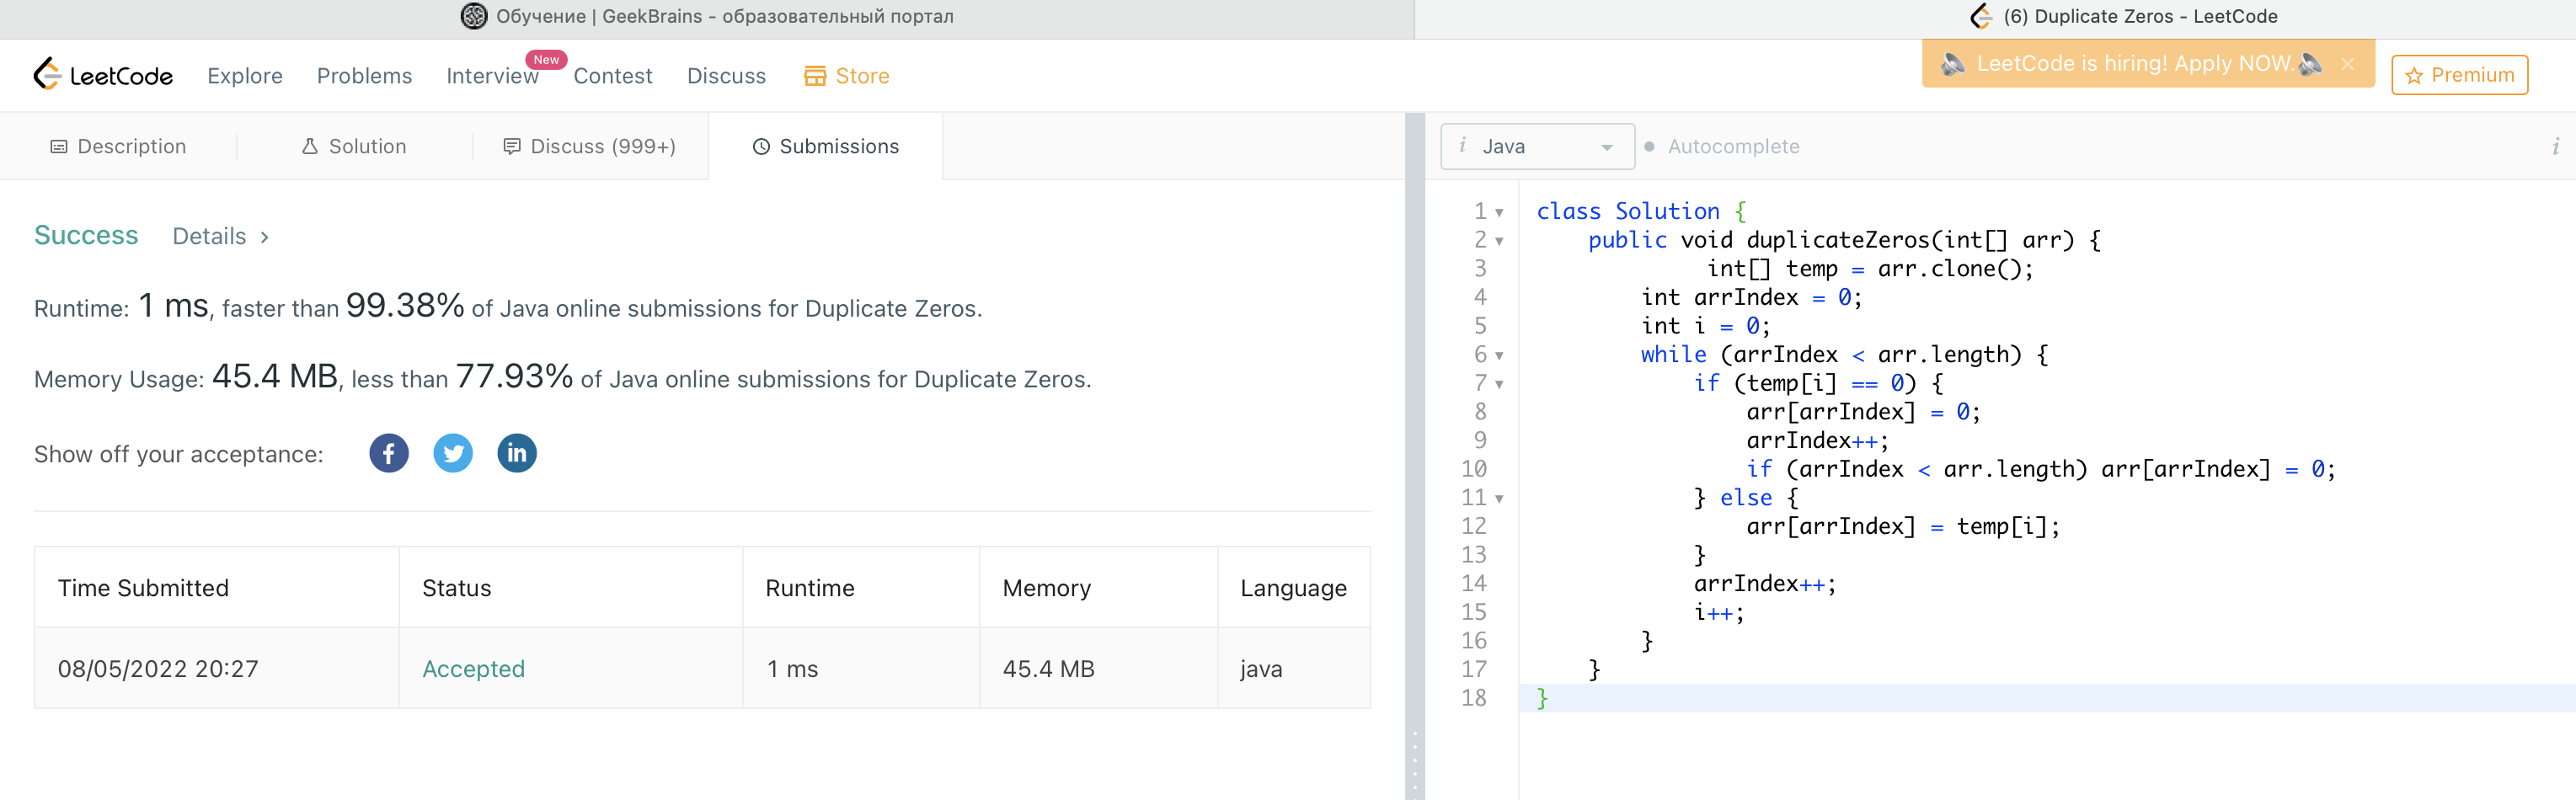 Обучение | GeekBrains - образовательный портал
(6) Duplicate Zeros - LeetCode
LeetCode Explore Problems Interview New Contest Discuss Store
LeetCode is hiring! Apply NOW. × Premium
Description Solution Discuss (999+) Submissions
i Java Autocomplete i
Success Details >
Runtime: 1 ms, faster than 99.38% of Java online submissions for Duplicate Zeros.
Memory Usage: 45.4 MB, less than 77.93% of Java online submissions for Duplicate Zeros.
Show off your acceptance: f in
Time Submitted Status Runtime Memory Language
08/05/2022 20:27 Accepted 1 ms 45.4 MB java
1 class Solution {
2 public void duplicateZeros(int[] arr) {
3 int[] temp = arr.clone();
4 int arrIndex = 0;
5 int i = 0;
6 while (arrIndex < arr.length) {
7 if (temp[i] == 0) {
8 arr[arrIndex] = 0;
9 arrIndex++;
10 if (arrIndex < arr.length) arr[arrIndex] = 0;
11 } else {
12 arr[arrIndex] = temp[i];
13 }
14 arrIndex++;
15 i++;
16 }
17 }
18 }